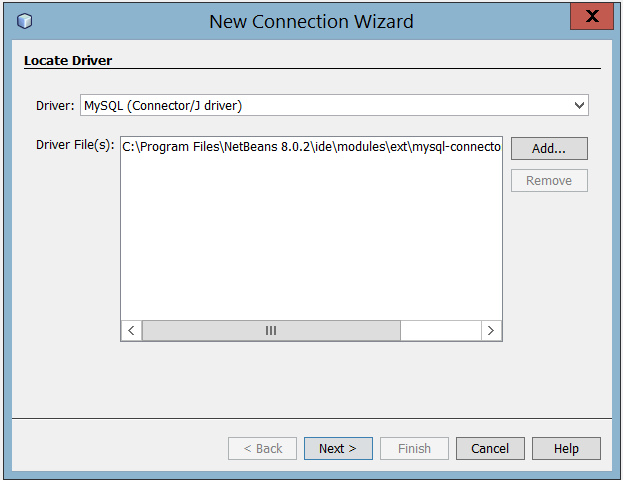 New Connection Wizard
X
Locate Driver
Driver: MySQL (Connector/J driver)
Driver File(s): C:\Program Files\NetBeans 8.0.2\ide\modules\ext\mysql-connecto
Add...
Remove
< Back Next > Finish Cancel Help